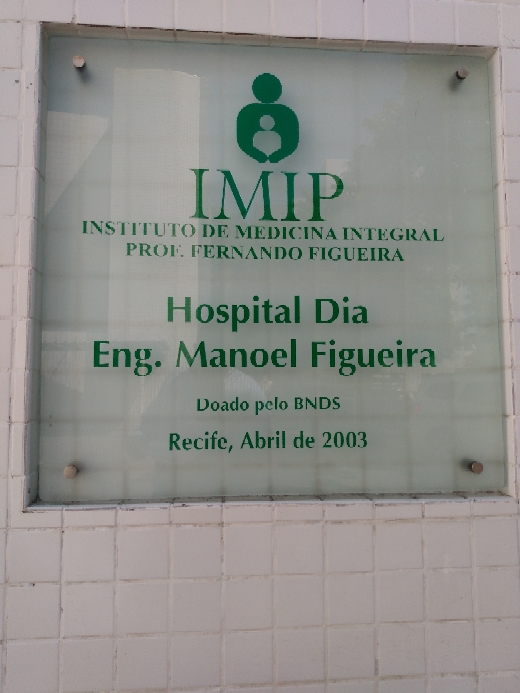 IMIP
INSTITUTO DE MEDICINA INTEGRAL
PROF. FERNANDO FIGUEIRA
Hospital Dia
Eng. Manoel Figueira
Doado pelo BNDS
Recife, Abril de 2003